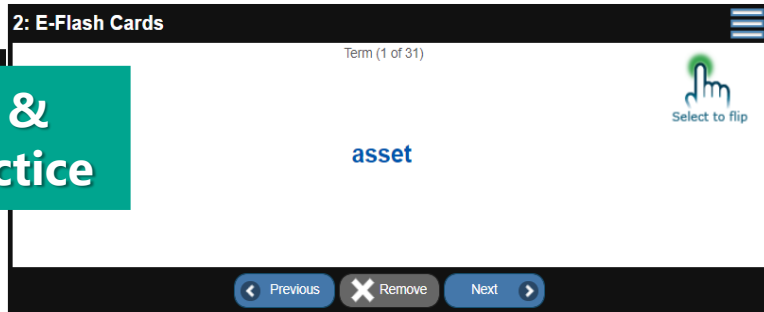 2: E-Flash Cards
Term (1 of 31)
Select to flip
&
ctice
asset
Previous
Remove
Next